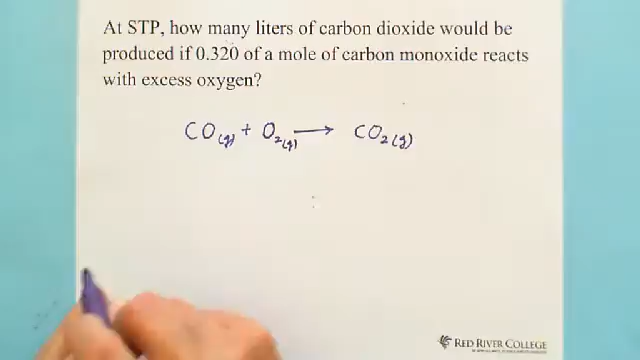 At STP, how many liters of carbon dioxide would be
produced if 0.320 of a mole of carbon monoxide reacts
with excess oxygen?
CO(g) + O2(g) ⟶ CO2(g)
RED RIVER COLLEGE